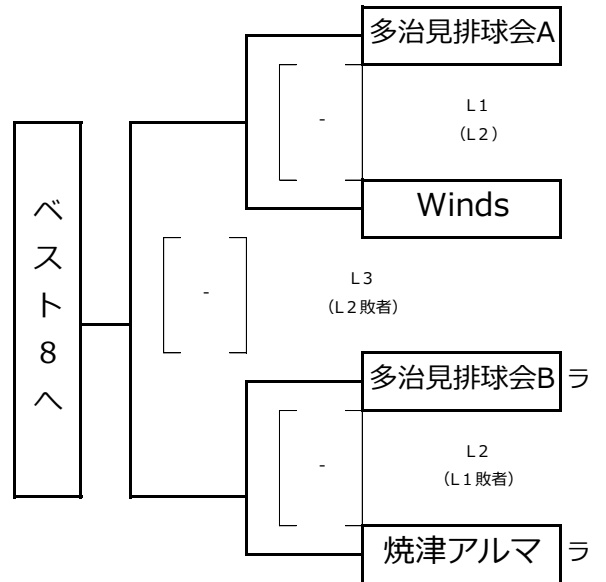 多治見排球会A
-
L1
(L2)
Winds
ベスト8へ
-
L3
(L2敗者)
多治見排球会B ラ
-
L2
(L1敗者)
焼津アルマ ラ